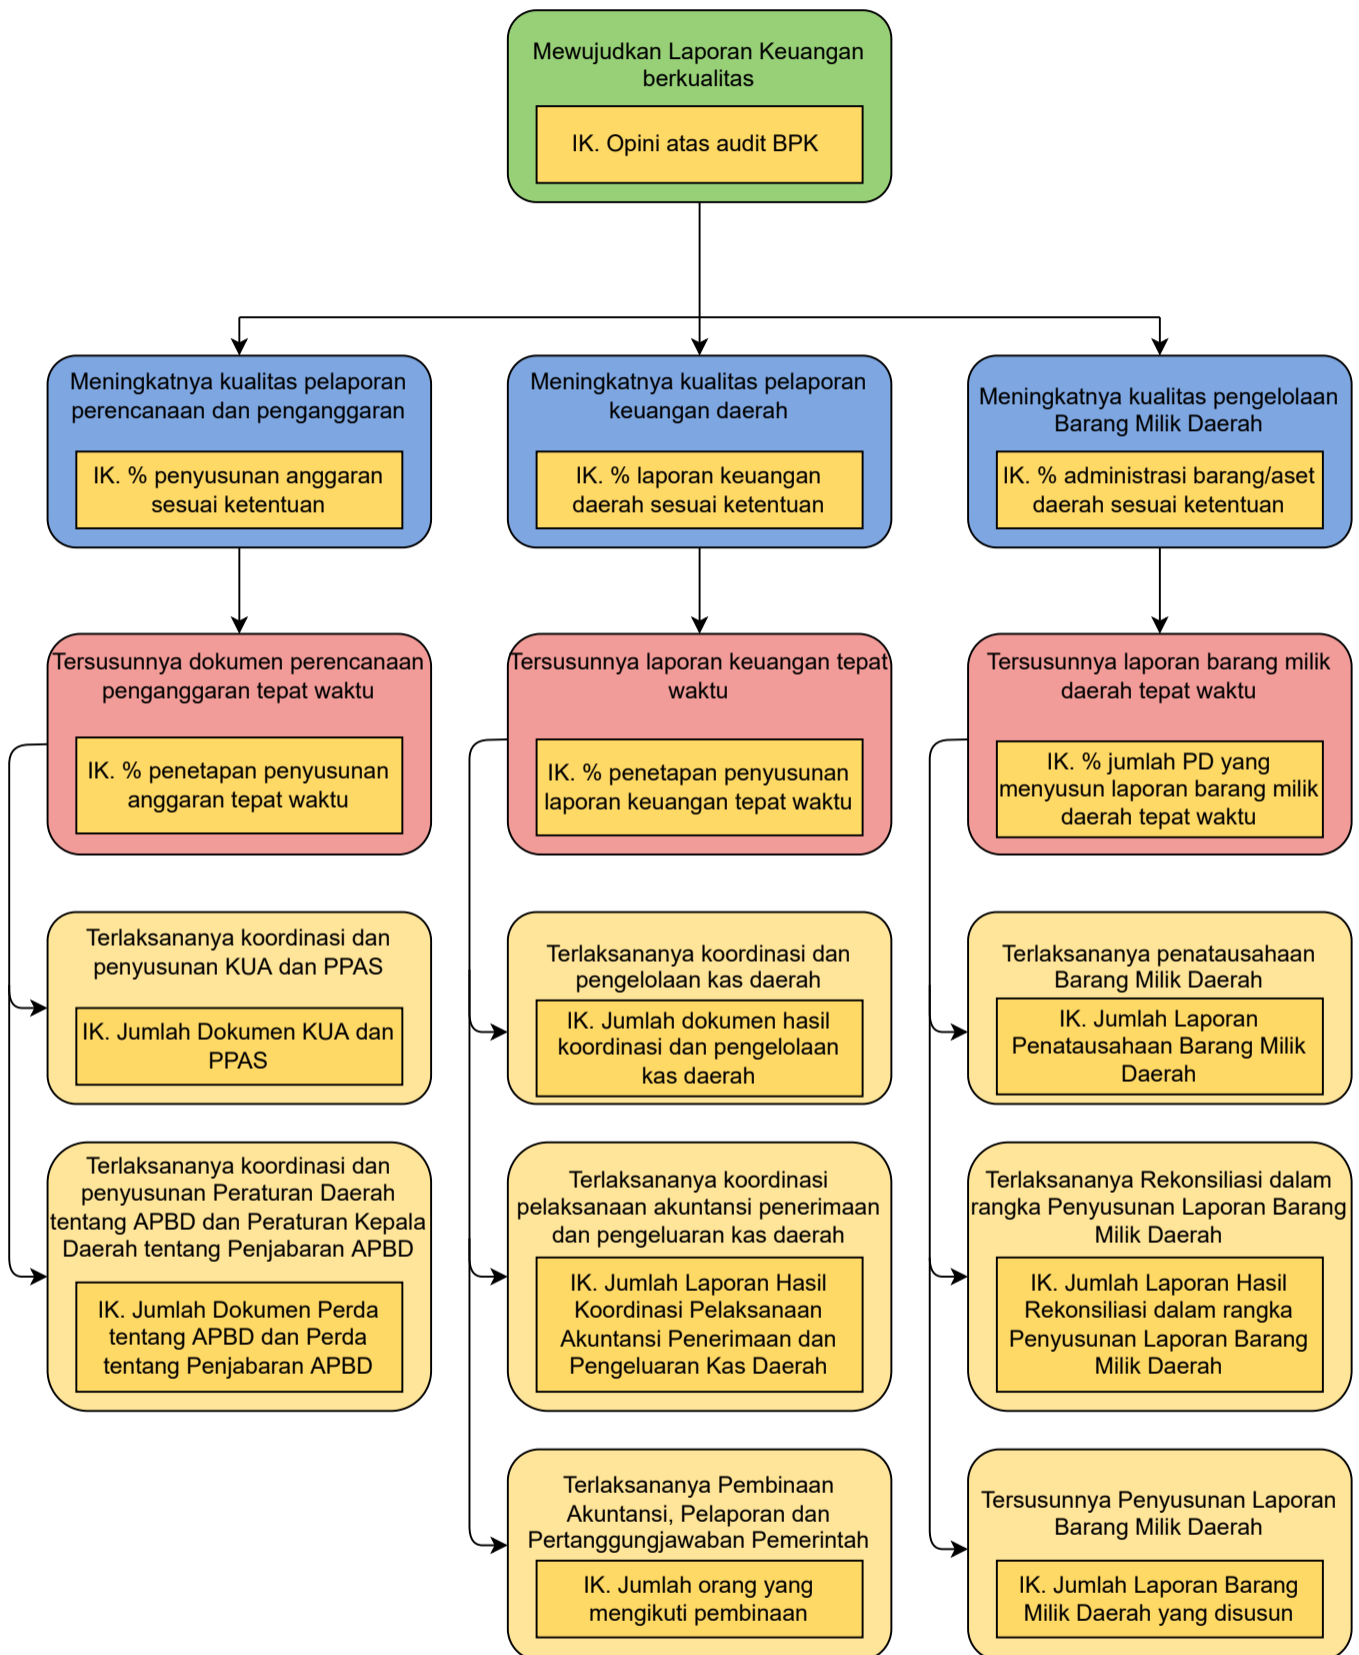 Mewujudkan Laporan Keuangan
berkualitas
IK. Opini atas audit BPK
Meningkatnya kualitas pelaporan
perencanaan dan penganggaran
IK. % penyusunan anggaran
sesuai ketentuan
Meningkatnya kualitas pelaporan
keuangan daerah
IK. % laporan keuangan
daerah sesuai ketentuan
Meningkatnya kualitas pengelolaan
Barang Milik Daerah
IK. % administrasi barang/aset
daerah sesuai ketentuan
Tersusunnya dokumen perencanaan
penganggaran tepat waktu
IK. % penetapan penyusunan
anggaran tepat waktu
Tersusunnya laporan keuangan tepat
waktu
IK. % penetapan penyusunan
laporan keuangan tepat waktu
Tersusunnya laporan barang milik
daerah tepat waktu
IK. % jumlah PD yang
menyusun laporan barang milik
daerah tepat waktu
Terlaksananya koordinasi dan
penyusunan KUA dan PPAS
IK. Jumlah Dokumen KUA dan
PPAS
Terlaksananya koordinasi dan
pengelolaan kas daerah
IK. Jumlah dokumen hasil
koordinasi dan pengelolaan
kas daerah
Terlaksananya penatausahaan
Barang Milik Daerah
IK. Jumlah Laporan
Penatausahaan Barang Milik
Daerah
Terlaksananya koordinasi dan
penyusunan Peraturan Daerah
tentang APBD dan Peraturan Kepala
Daerah tentang Penjabaran APBD
IK. Jumlah Dokumen Perda
tentang APBD dan Perda
tentang Penjabaran APBD
Terlaksananya koordinasi
pelaksanaan akuntansi penerimaan
dan pengeluaran kas daerah
IK. Jumlah Laporan Hasil
Koordinasi Pelaksanaan
Akuntansi Penerimaan dan
Pengeluaran Kas Daerah
Terlaksananya Rekonsiliasi dalam
rangka Penyusunan Laporan Barang
Milik Daerah
IK. Jumlah Laporan Hasil
Rekonsiliasi dalam rangka
Penyusunan Laporan Barang
Milik Daerah
Terlaksananya Pembinaan
Akuntansi, Pelaporan dan
Pertanggungjawaban Pemerintah
IK. Jumlah orang yang
mengikuti pembinaan
Tersusunnya Penyusunan Laporan
Barang Milik Daerah
IK. Jumlah Laporan Barang
Milik Daerah yang disusun